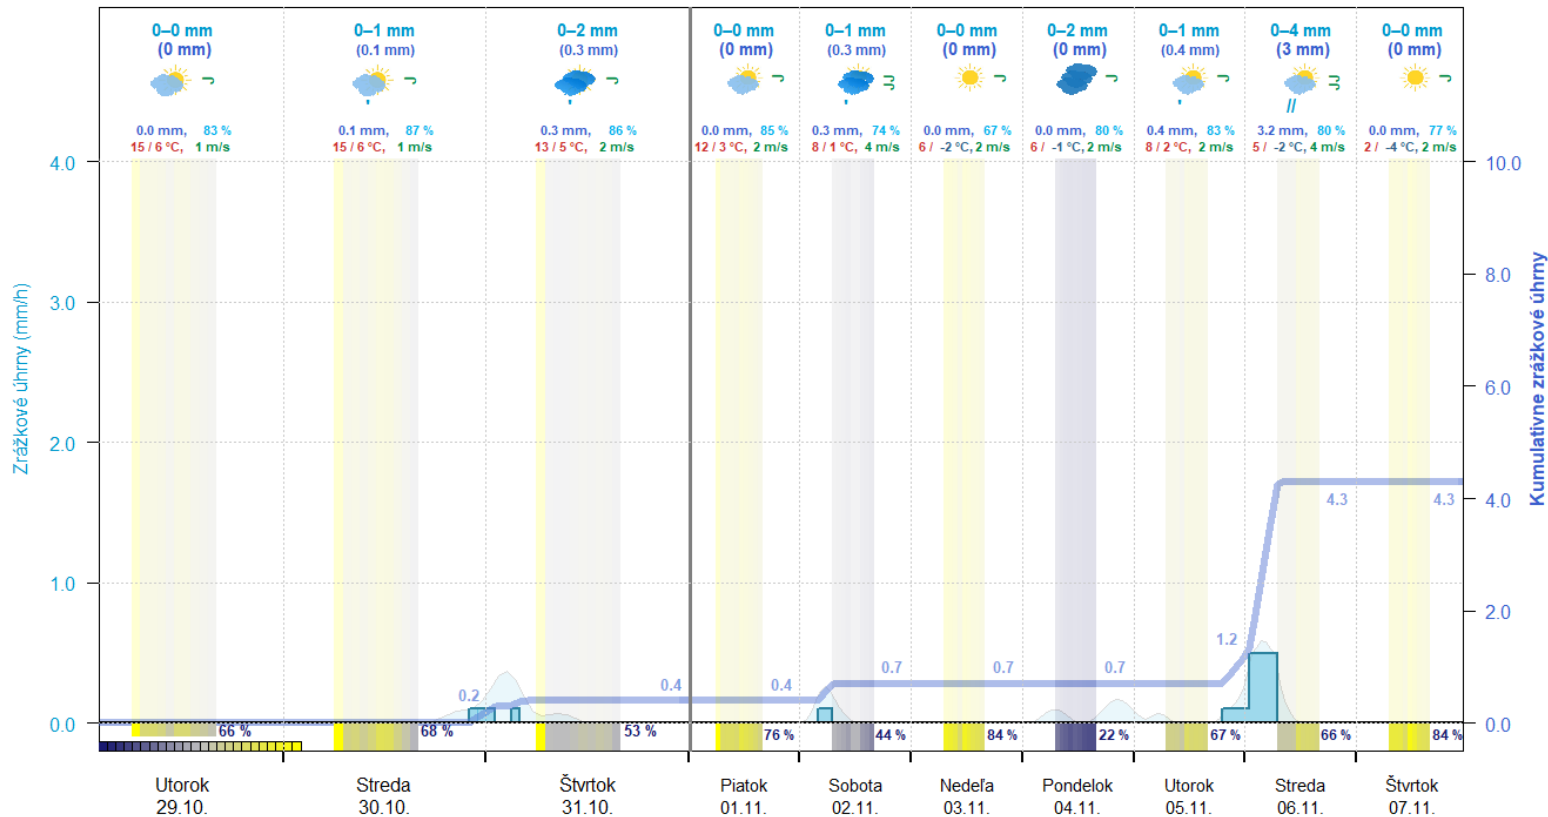 0–0 mm 0–1 mm 0–2 mm 0–0 mm 0–1 mm 0–0 mm 0–2 mm 0–1 mm 0–4 mm 0–0 mm
(0 mm) (0.1 mm) (0.3 mm) (0 mm) (0.3 mm) (0 mm) (0 mm) (0.4 mm) (3 mm) (0 mm)
0.0 mm, 83 % 0.1 mm, 87 % 0.3 mm, 86 % 0.0 mm, 85 % 0.3 mm, 74 % 0.0 mm, 67 % 0.0 mm, 80 % 0.4 mm, 83 % 3.2 mm, 80 % 0.0 mm, 77 %
15 / 6 °C, 1 m/s 15 / 6 °C, 1 m/s 13 / 5 °C, 2 m/s 12 / 3 °C, 2 m/s 8 / 1 °C, 4 m/s 6 / -2 °C, 2 m/s 6 / -1 °C, 2 m/s 8 / 2 °C, 2 m/s 5 / -2 °C, 4 m/s 2 / -4 °C, 2 m/s
4.0 10.0
8.0
3.0
6.0
2.0
4.0
1.0
2.0
0.0 0.0
Zrážkové úhrny (mm/h)
Kumulativne zrážkové úhrny
0.2 0.4 0.4 0.7 0.7 0.7 1.2 4.3 4.3
66 % 68 % 53 % 76 % 44 % 84 % 22 % 67 % 66 % 84 %
Utorok Streda Štvrtok Piatok Sobota Nedeľa Pondelok Utorok Streda Štvrtok
29.10. 30.10. 31.10. 01.11. 02.11. 03.11. 04.11. 05.11. 06.11. 07.11.